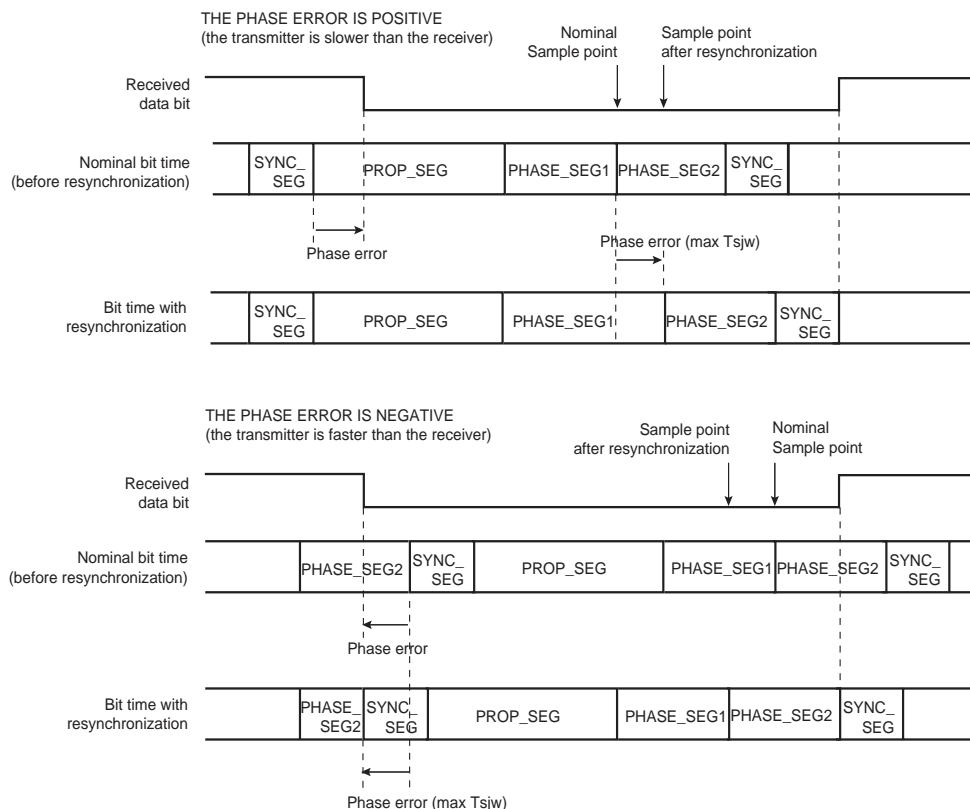 THE PHASE ERROR IS POSITIVE
(the transmitter is slower than the receiver)
Nominal
Sample point
Sample point
after resynchronization
Received
data bit
Nominal bit time
(before resynchronization)
SYNC_
SEG
PROP_SEG
PHASE_SEG1
PHASE_SEG2
SYNC_
SEG
Phase error
Phase error (max Tsjw)
Bit time with
resynchronization
SYNC_
SEG
PROP_SEG
PHASE_SEG1
PHASE_SEG2
SYNC_
SEG
THE PHASE ERROR IS NEGATIVE
(the transmitter is faster than the receiver)
Sample point
after resynchronization
Nominal
Sample point
Received
data bit
Nominal bit time
(before resynchronization)
PHASE_SEG2
SYNC_
SEG
PROP_SEG
PHASE_SEG1
PHASE_SEG2
SYNC_
SEG
Phase error
Bit time with
resynchronization
PHASE_
SEG2
SYNC_
SEG
PROP_SEG
PHASE_SEG1
PHASE_SEG2
SYNC_
SEG
Phase error (max Tsjw)